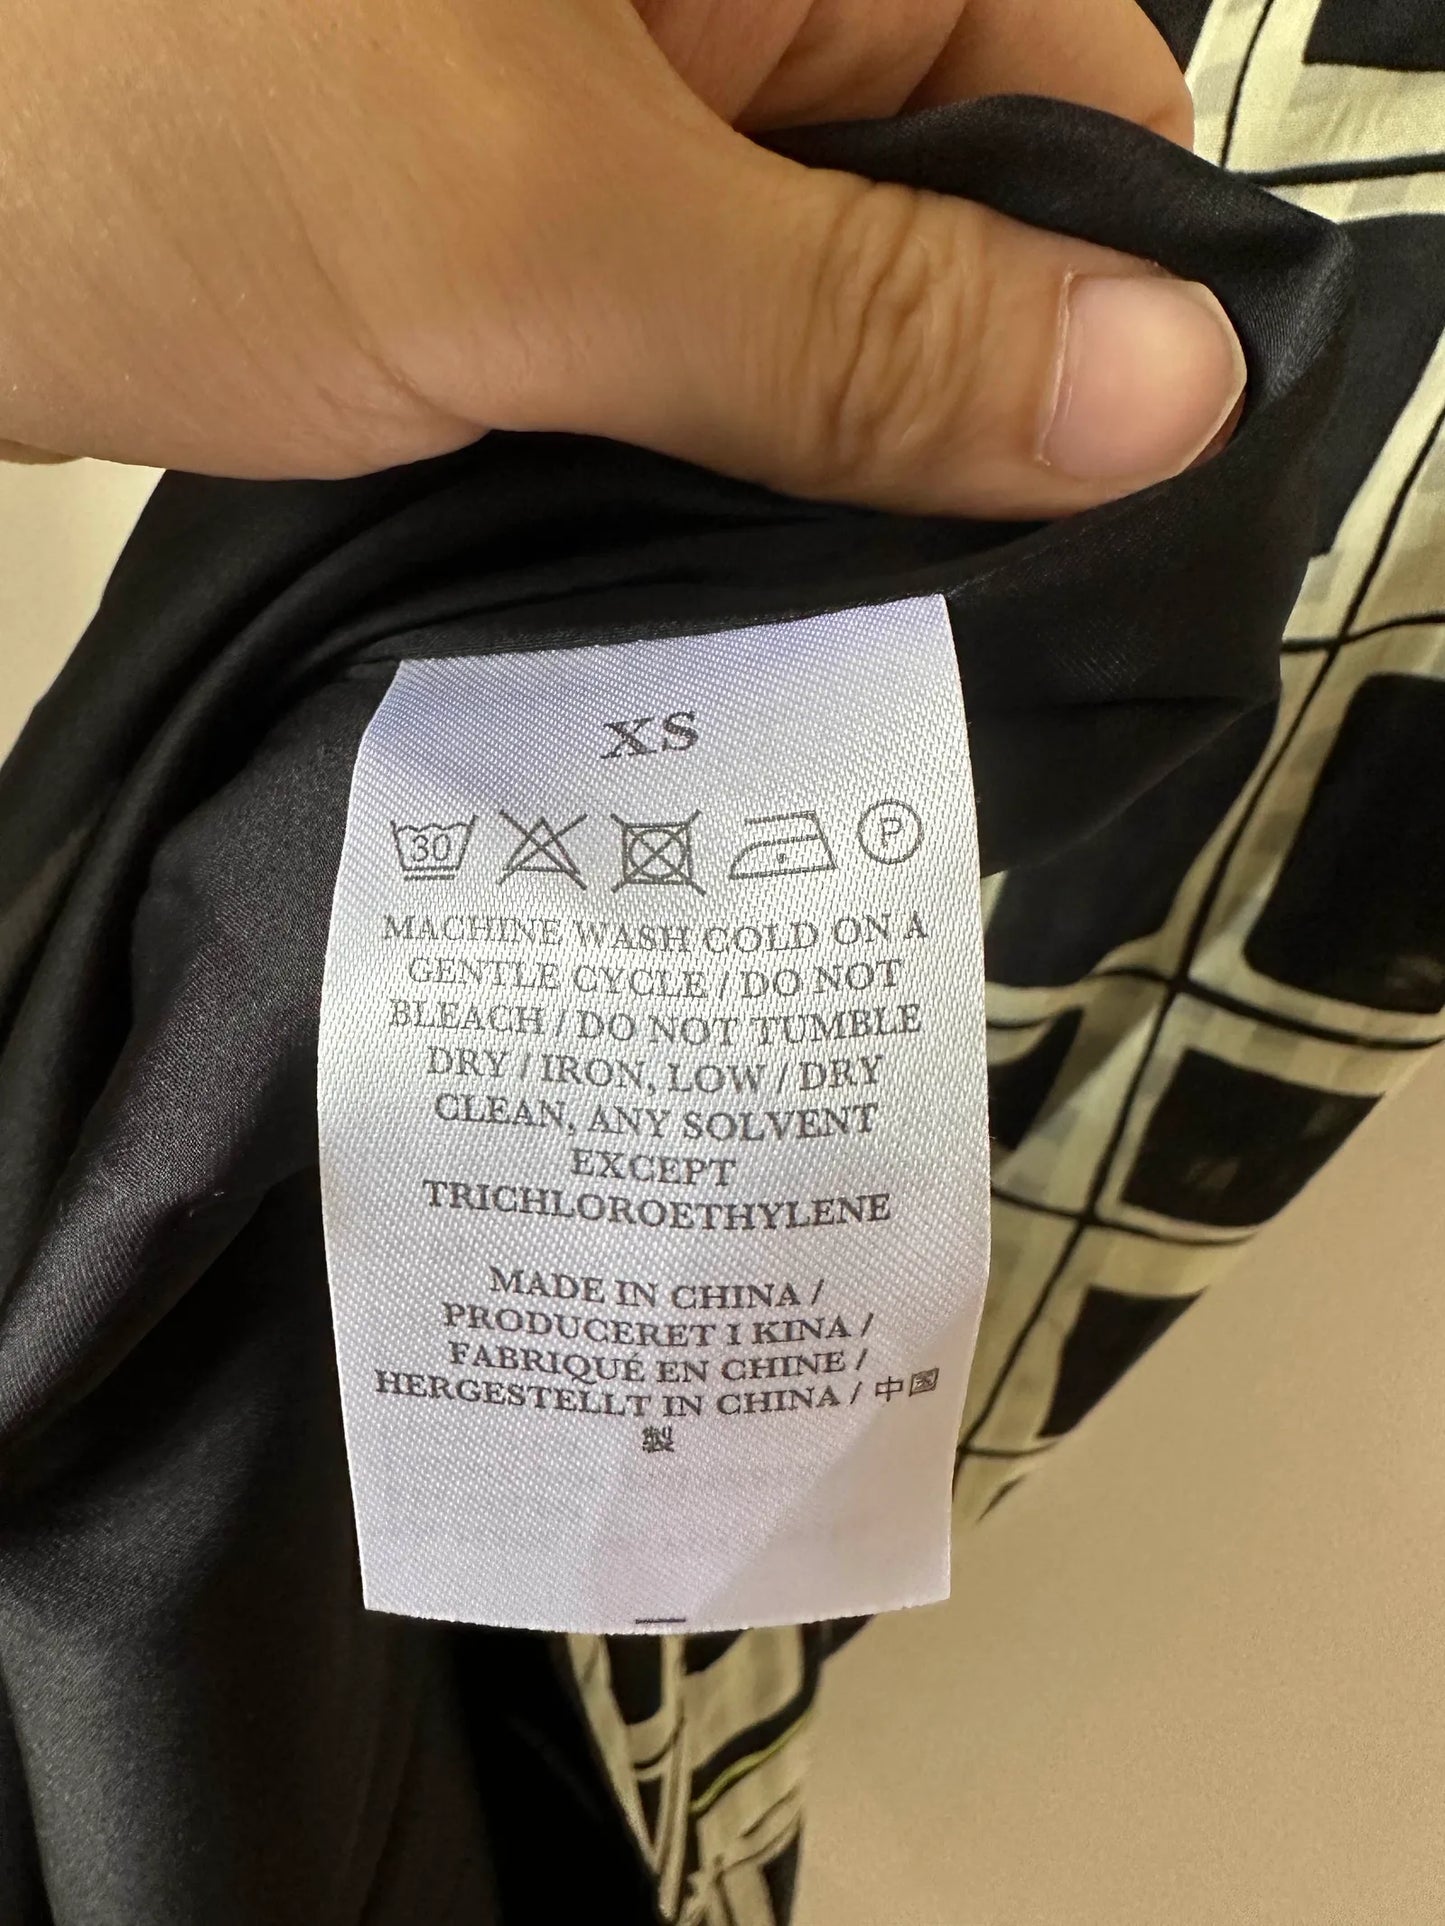 XS
30 P
MACHINE WASH COLD ON A
GENTLE CYCLE / DO NOT
BLEACH / DO NOT TUMBLE
DRY / IRON, LOW / DRY
CLEAN, ANY SOLVENT
EXCEPT
TRICHLOROETHYLENE
MADE IN CHINA /
PRODUCERET I KINA /
FABRIQUÉ EN CHINE /
HERGESTELLT IN CHINA / 中国
製